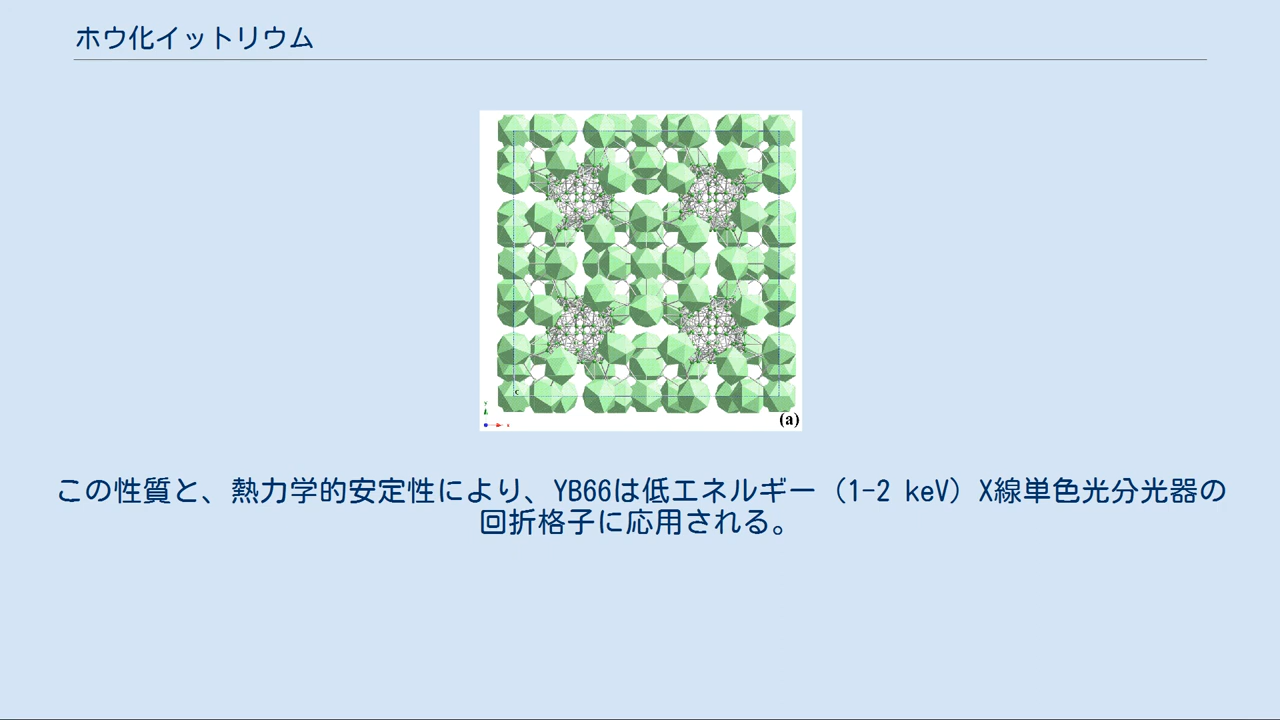 ホウ化イットリウム
c
y
x
(a)
この性質と、熱力学的安定性により、YB66は低エネルギー（1-2 keV）X線単色光分光器の
回折格子に応用される。